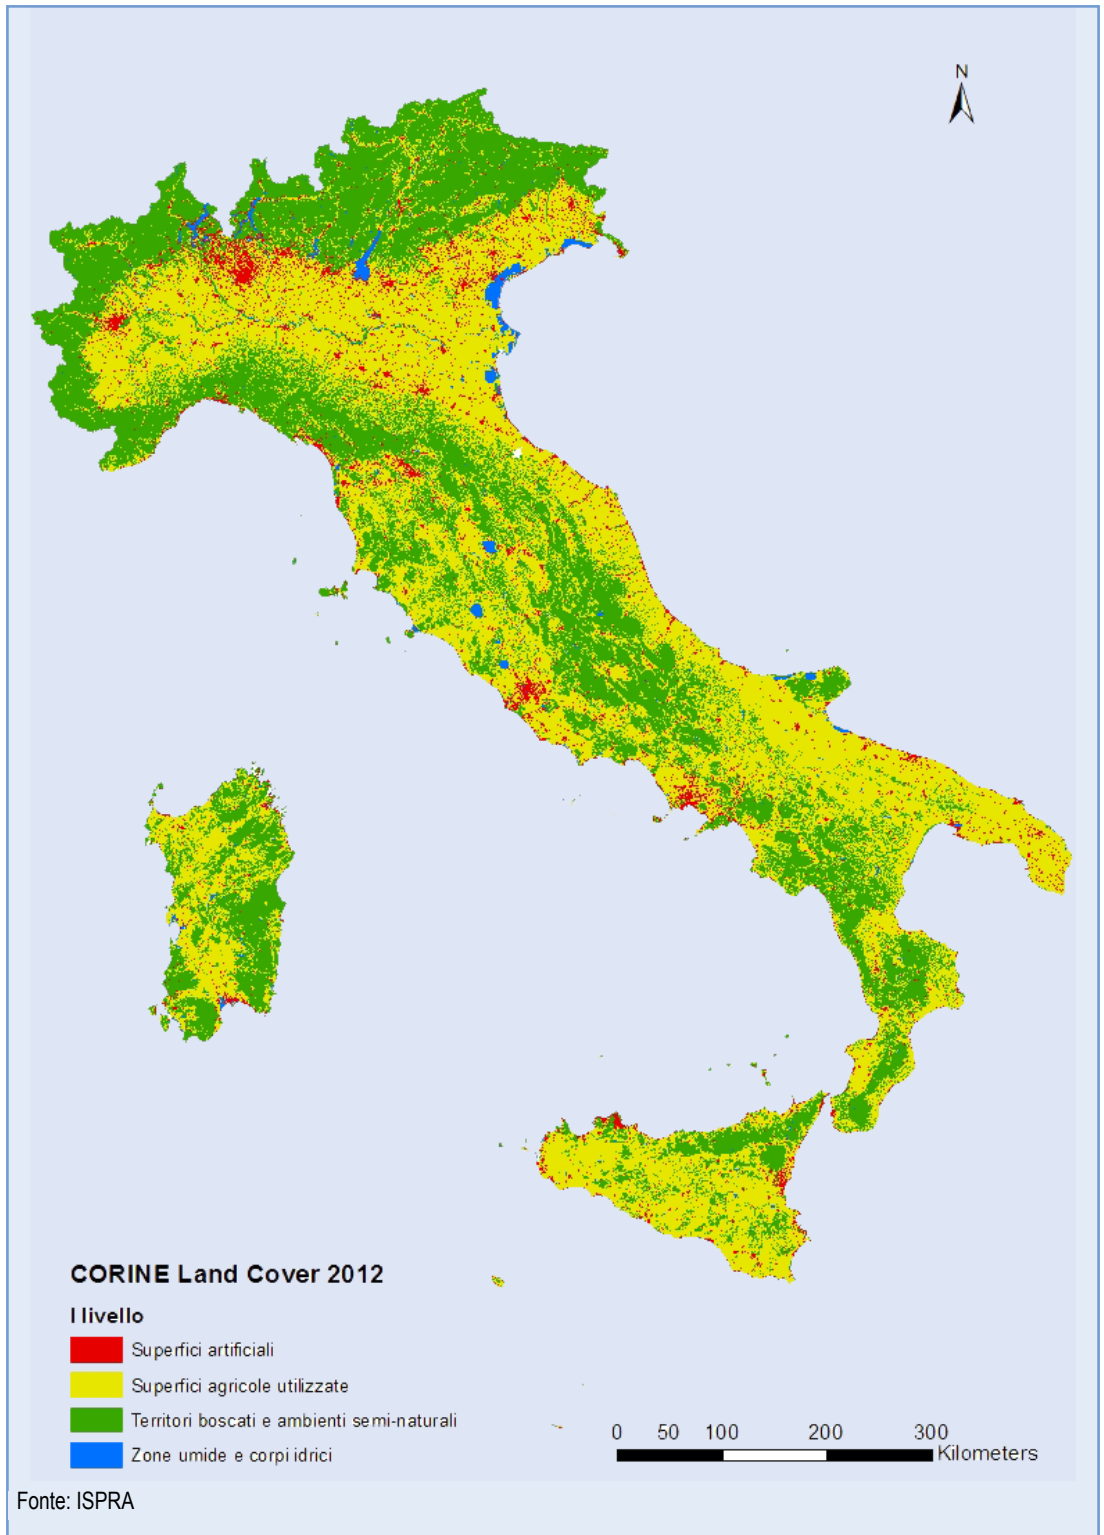 N
CORINE Land Cover 2012
I livello
Superfici artificiali
Superfici agricole utilizzate
Territori boscati e ambienti semi-naturali
Zone umide e corpi idrici
0 50 100 200 300
Kilometers
Fonte: ISPRA